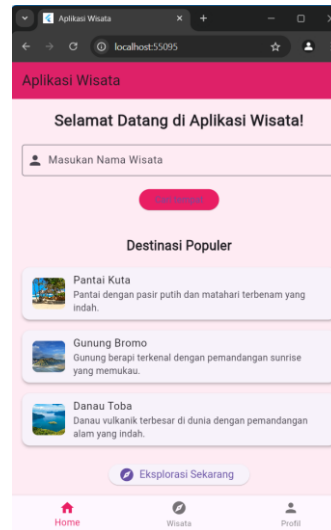 Aplikasi Wisata
localhost:55095
Aplikasi Wisata
Selamat Datang di Aplikasi Wisata!
Masukan Nama Wisata
Destinasi Populer
Pantai Kuta
Pantai dengan pasir putih dan matahari terbenam yang
indah.
Gunung Bromo
Gunung berapi terkenal dengan pemandangan sunrise
yang memukau.
Danau Toba
Danau vulkanik terbesar di dunia dengan pemandangan
alam yang indah.
Eksplorasi Sekarang
Home
Wisata
Profil